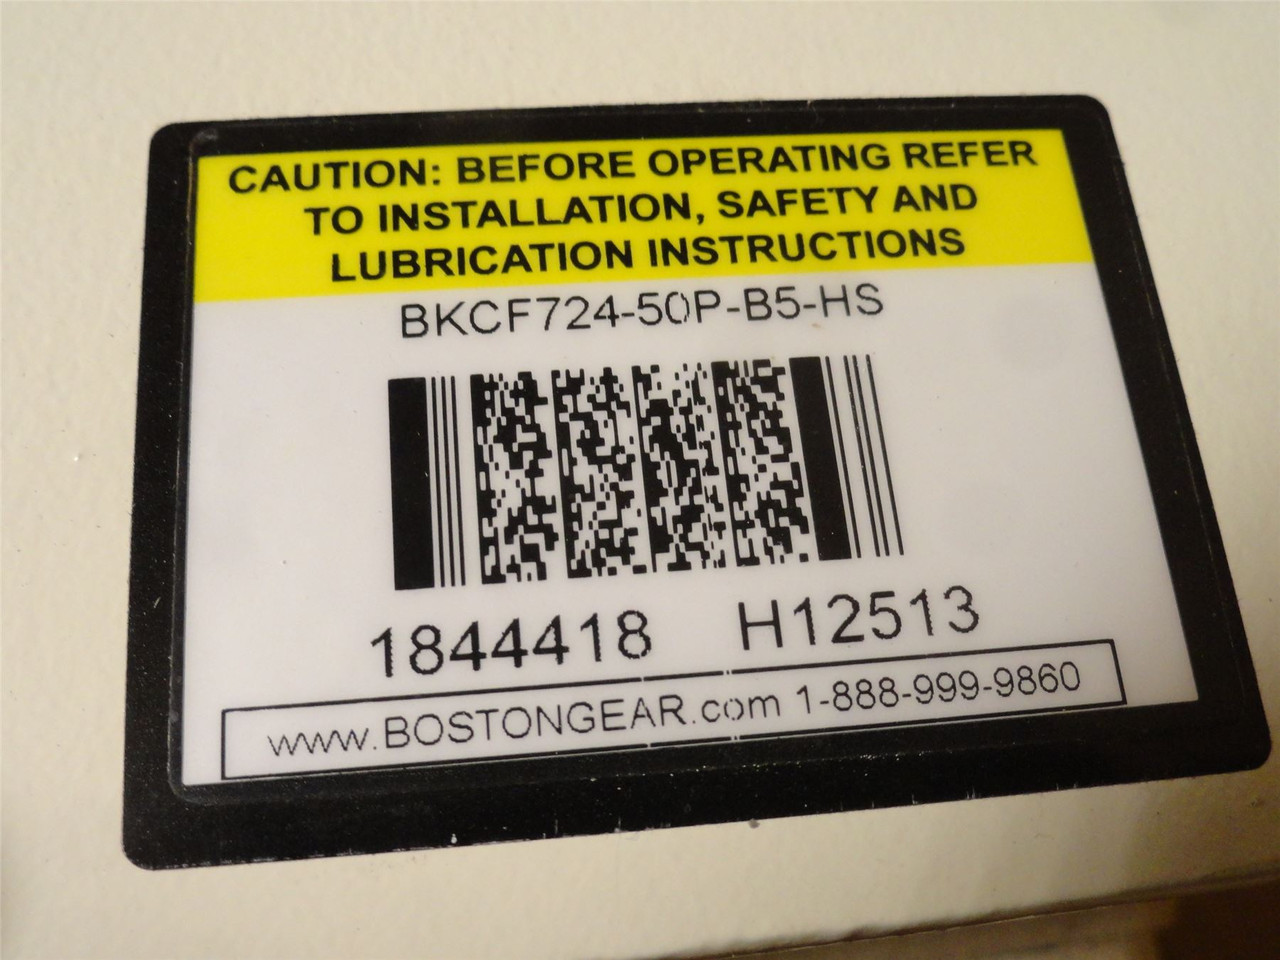 CAUTION: BEFORE OPERATING REFER
TO INSTALLATION, SAFETY AND
LUBRICATION INSTRUCTIONS
BKCF724-50P-B5-HS
1844418 H12513
www.BOSTONGEAR.com 1-888-999-9860